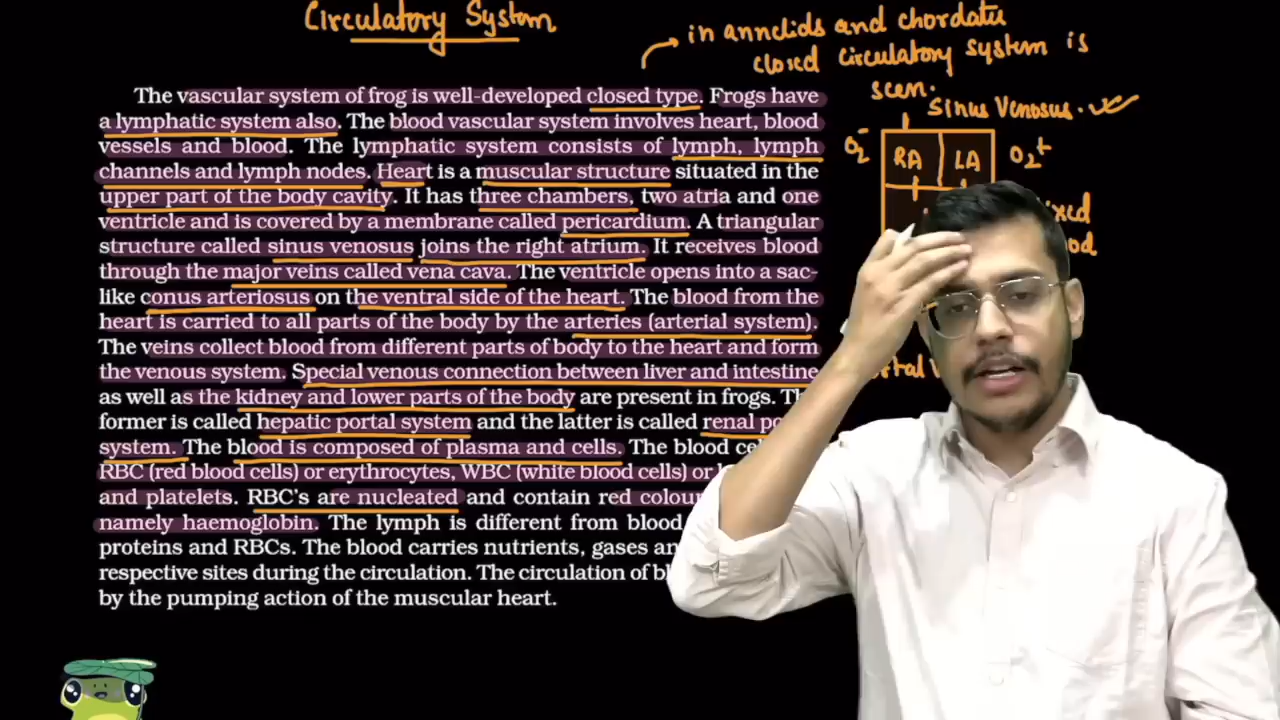 Circulatory System
in annelids and chordates
closed circulatory system is
seen.
Sinus Venosus.
The vascular system of frog is well-developed closed type. Frogs have
a lymphatic system also. The blood vascular system involves heart, blood
vessels and blood. The lymphatic system consists of lymph, lymph
channels and lymph nodes. Heart is a muscular structure situated in the
upper part of the body cavity. It has three chambers, two atria and one
ventricle and is covered by a membrane called pericardium. A triangular
structure called sinus venosus joins the right atrium. It receives blood
through the major veins called vena cava. The ventricle opens into a sac-
like conus arteriosus on the ventral side of the heart. The blood from the
heart is carried to all parts of the body by the arteries (arterial system).
The veins collect blood from different parts of body to the heart and form
the venous system. Special venous connection between liver and intestine
as well as the kidney and lower parts of the body are present in frogs.
former is called hepatic portal system and the latter is called renal
system. The blood is composed of plasma and cells. The blood
RBC (red blood cells) or erythrocytes, WBC (white blood cells) or
and platelets. RBC's are nucleated and contain red
namely haemoglobin. The lymph is different from blood
proteins and RBCs. The blood carries nutrients, gases
respective sites during the circulation. The circulation of
by the pumping action of the muscular heart.
O2- RA LA O2+